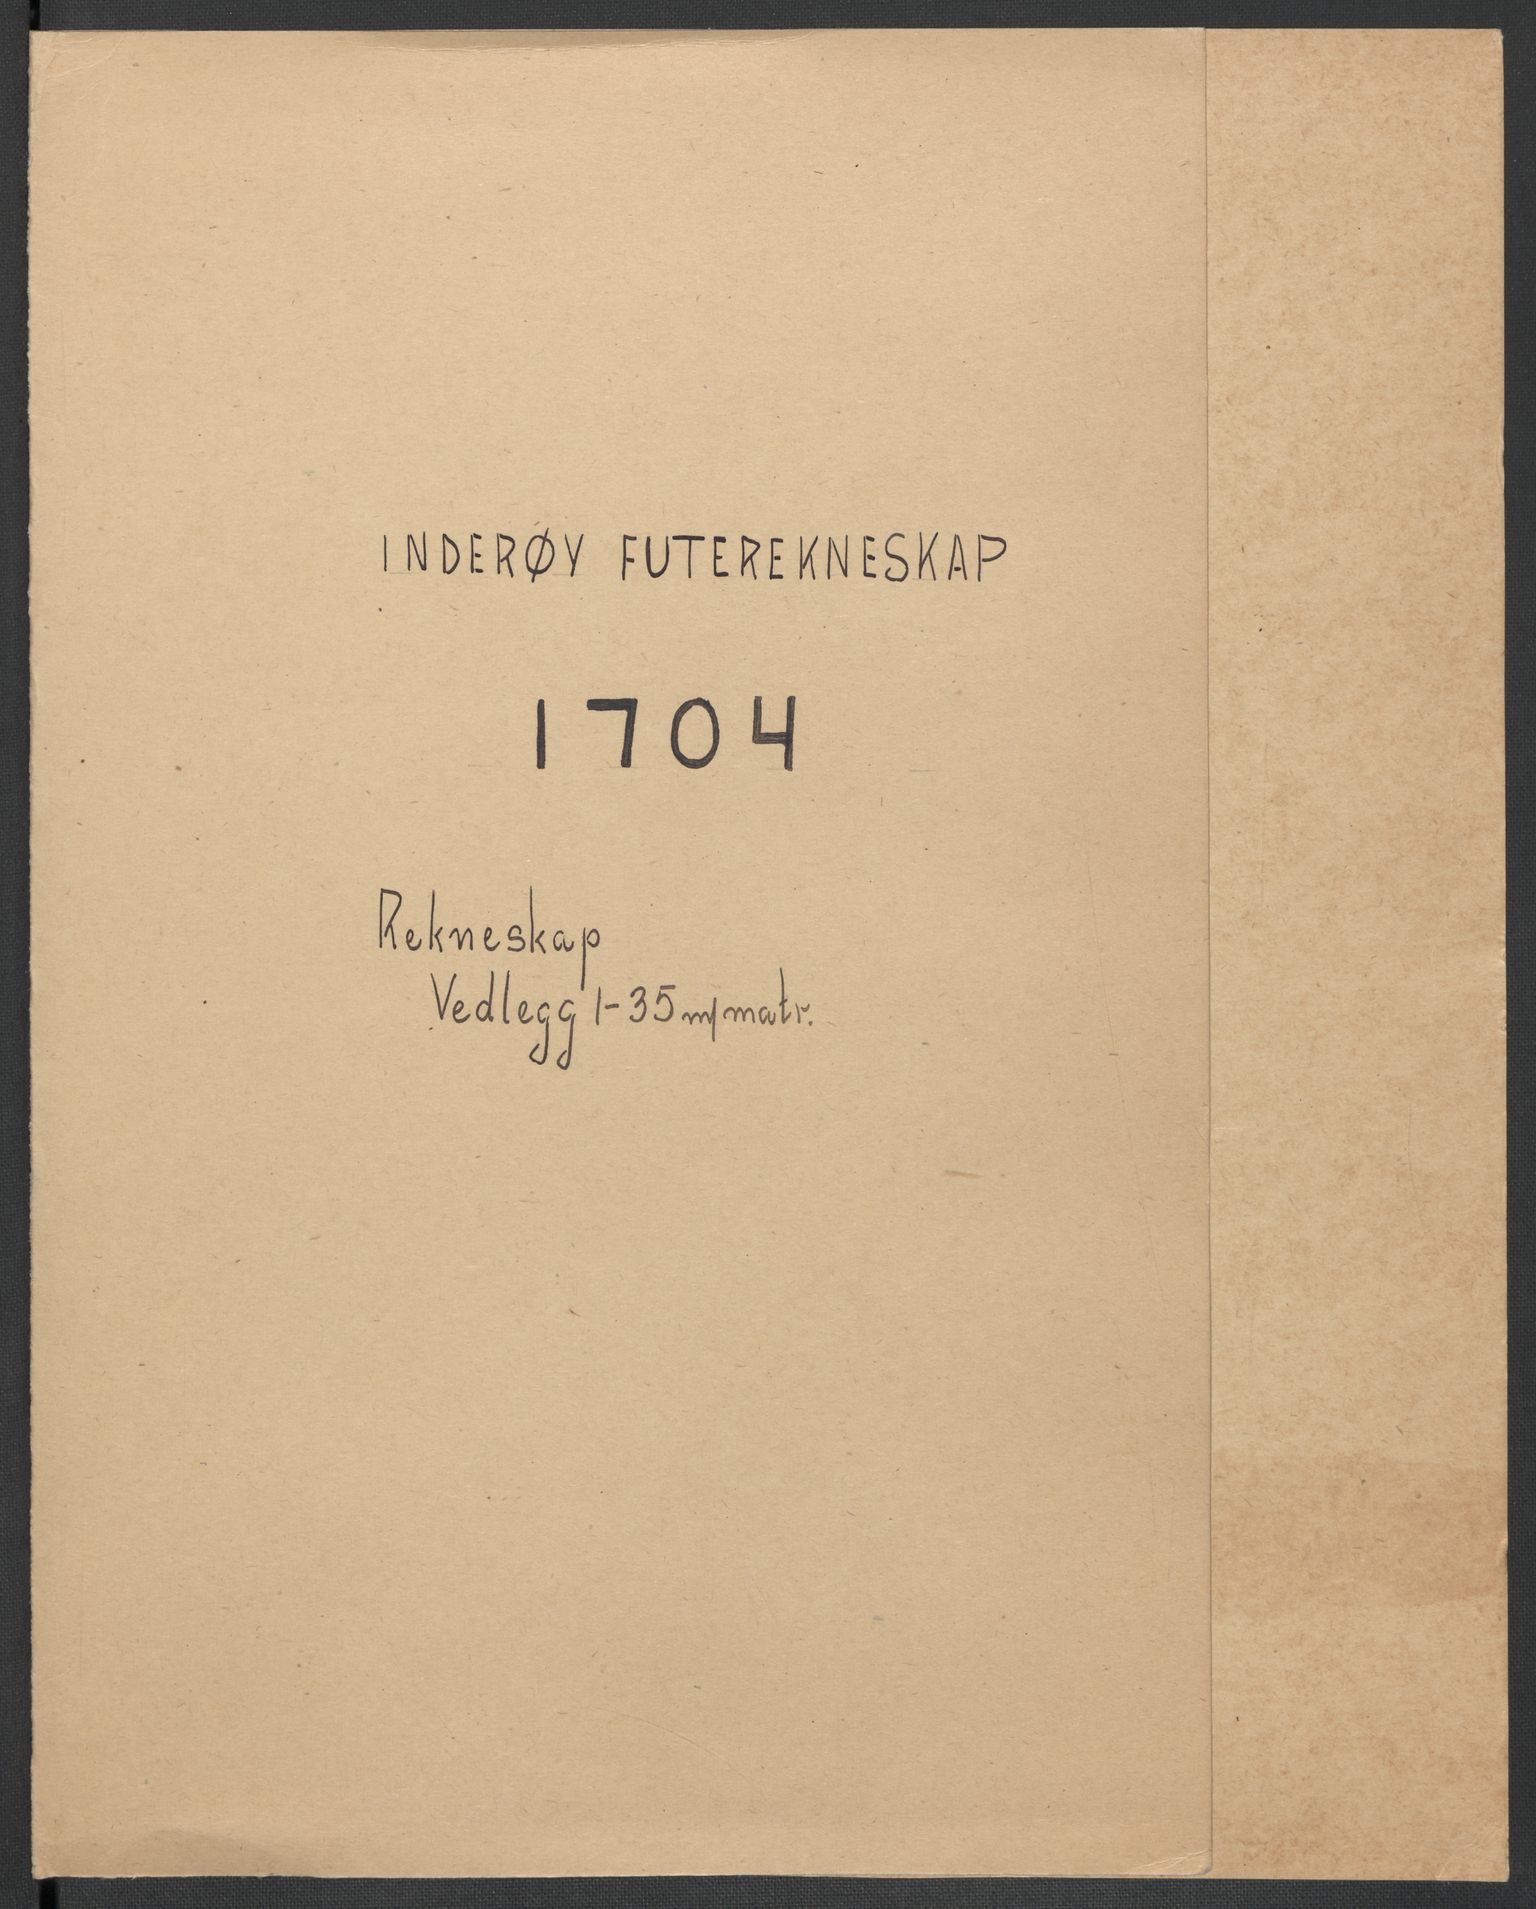 INDERØY FUTEREKNESKAP
1704
Rekneskap
Vedlegg 1-35 m/matr.